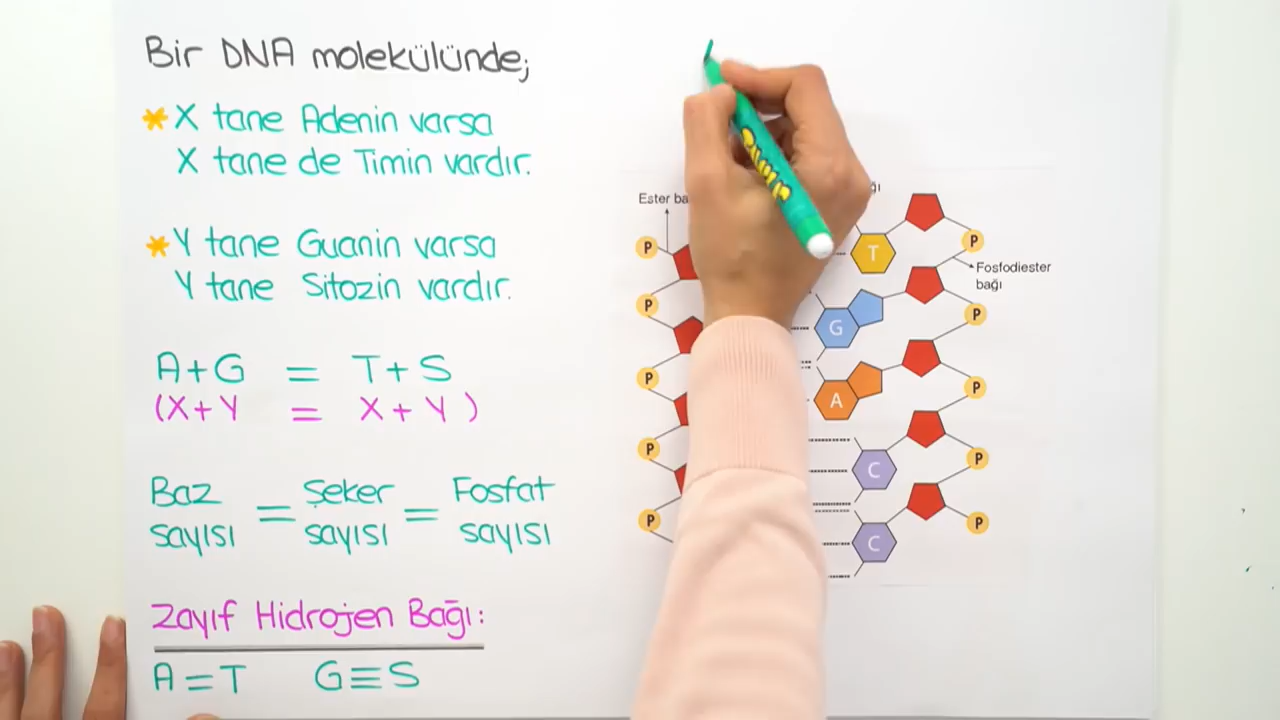 Bir DNA molekülünde;
X tane Adenin varsa
X tane de Timin vardır.
Y tane Guanin varsa
Y tane Sitozin vardır.
A+G = T+S
(X+Y = X+Y)
Baz sayısı = Şeker sayısı = Fosfat sayısı
Zayıf Hidrojen Bağı:
A=T G≡S
Ester
P
T
P
Fosfodiester
bağı
P
G
P
P
A
P
P
C
P
P
C
P